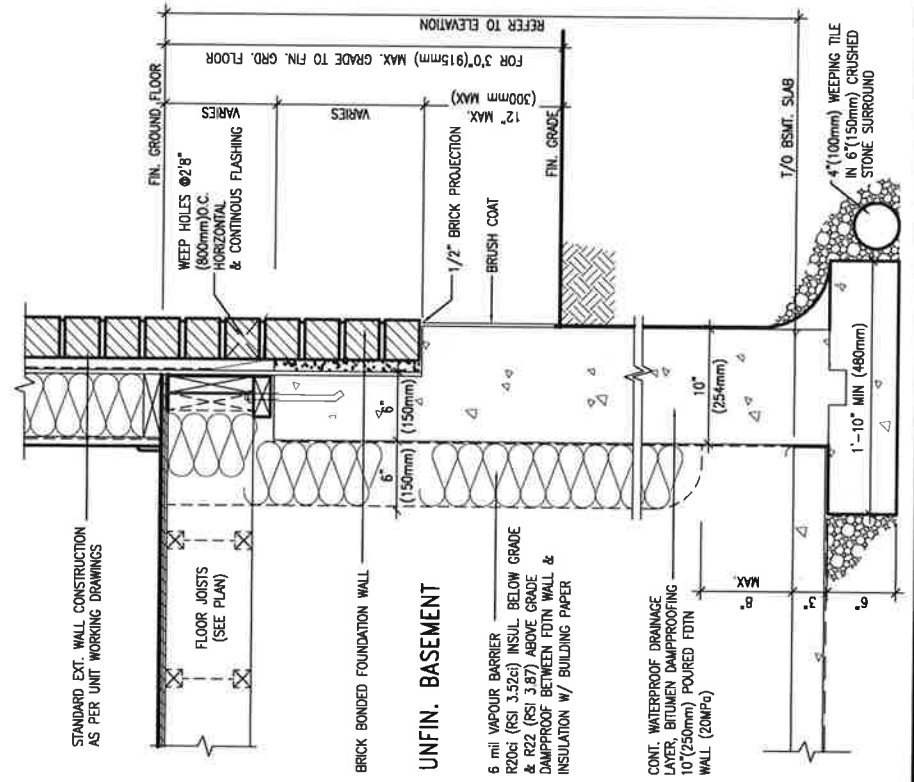 STANDARD EXT. WALL CONSTRUCTION
AS PER UNIT WORKING DRAWINGS
FLOOR JOISTS
(SEE PLAN)
BRICK BONDED FOUNDATION WALL
UNFIN. BASEMENT
6 mil VAPOUR BARRIER
R20ci (RSI 3.52ci) INSUL BELOW GRADE
& R22 (RSI 3.87) ABOVE GRADE
DAMPPROOF BETWEEN FDTN WALL &
INSULATION W/ BUILDING PAPER
CONT. WATERPROOF DRAINAGE
LAYER, BITUMEN DAMPPROOFING
10"(250mm) POURED FDTN
WALL (20MPa)
8"
MAX.
3"
6"
6"
(150mm)
6"
(150mm)
10"
(254mm)
1'-10" MIN (460mm)
WEEP HOLES @2'8"
(800mm)O.C.
HORIZONTAL
& CONTINOUS FLASHING
1/2" BRICK PROJECTION
BRUSH COAT
FIN. GROUND FLOOR
VARIES
VARIES
12" MAX.
(300mm MAX)
FIN. GRADE
FOR 3'0"(915mm) MAX. GRADE TO FIN. GRD. FLOOR
REFER TO ELEVATION
T/O BSMT. SLAB
4"(100mm) WEEPING TILE
IN 6"(150mm) CRUSHED
STONE SURROUND